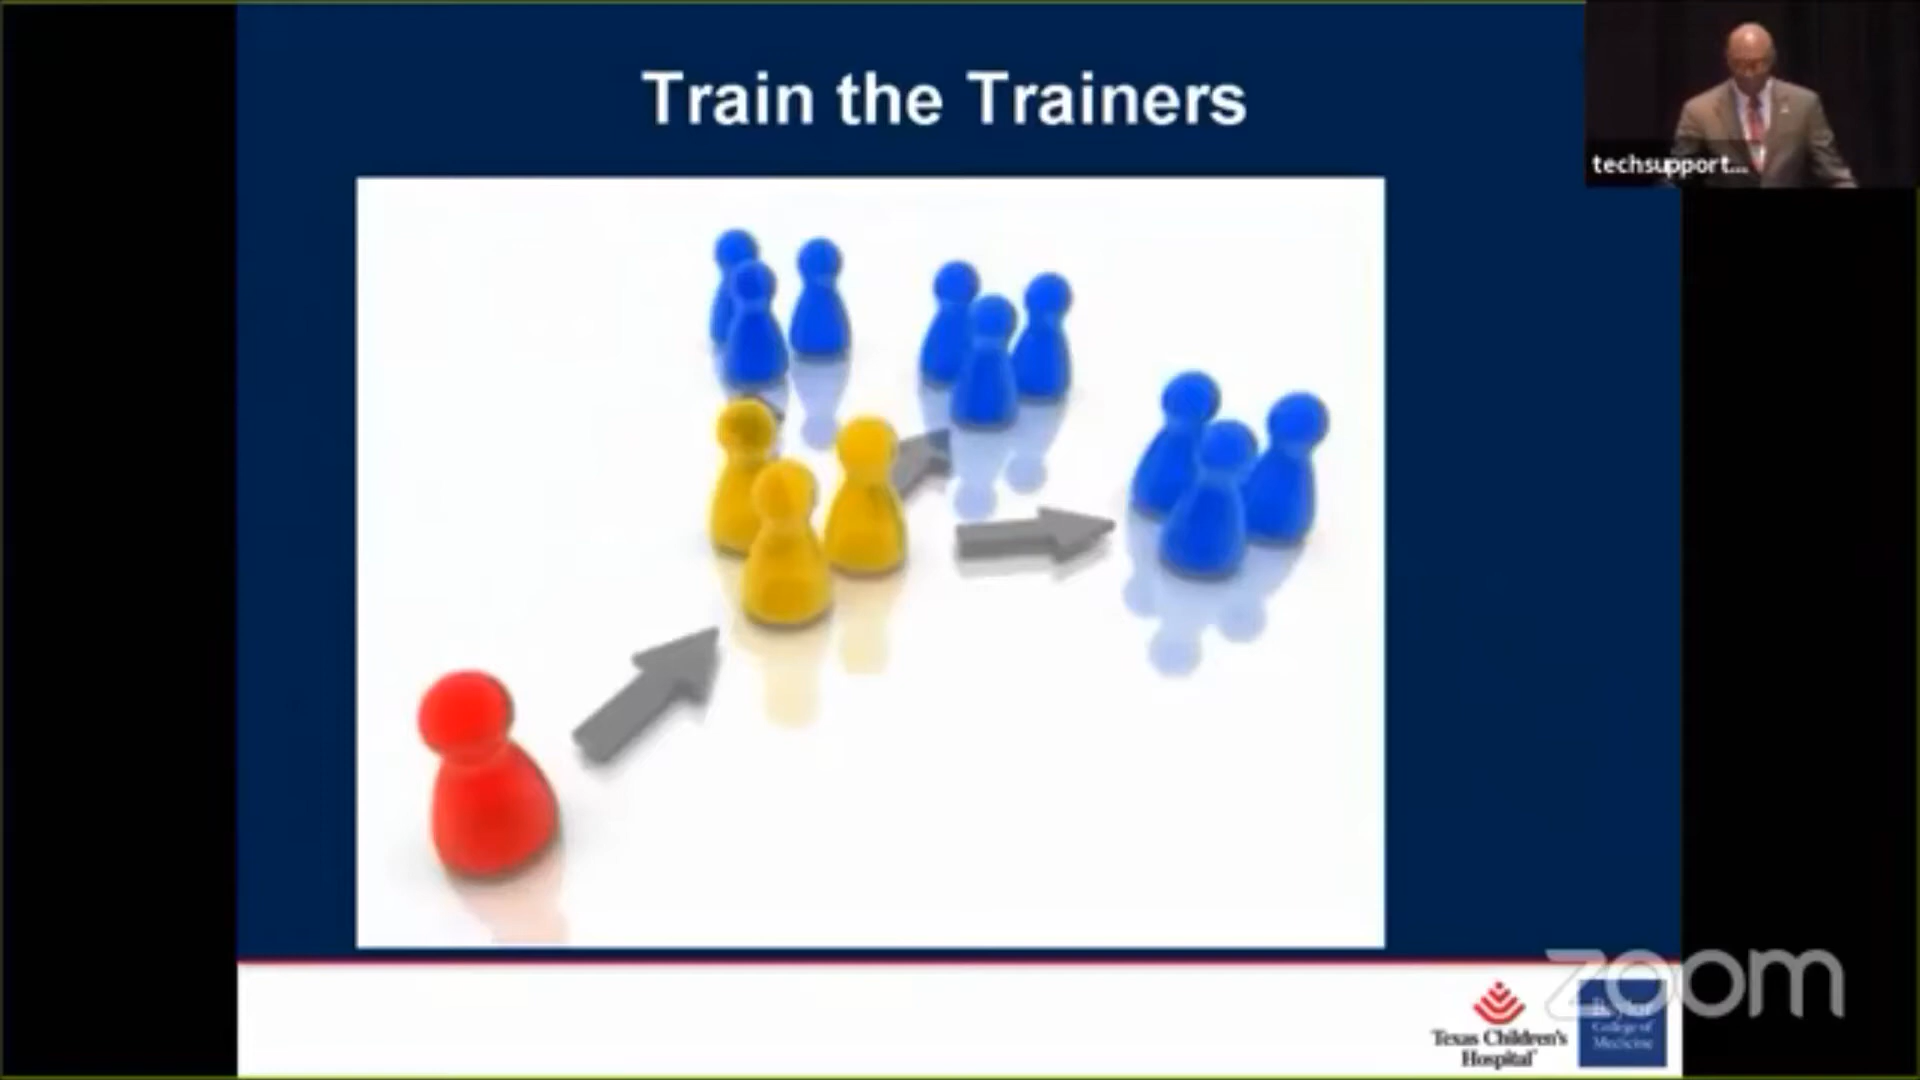 Train the Trainers
techsupport...
zoom
Texas Children's
Hospital
Baylor
College of
Medicine